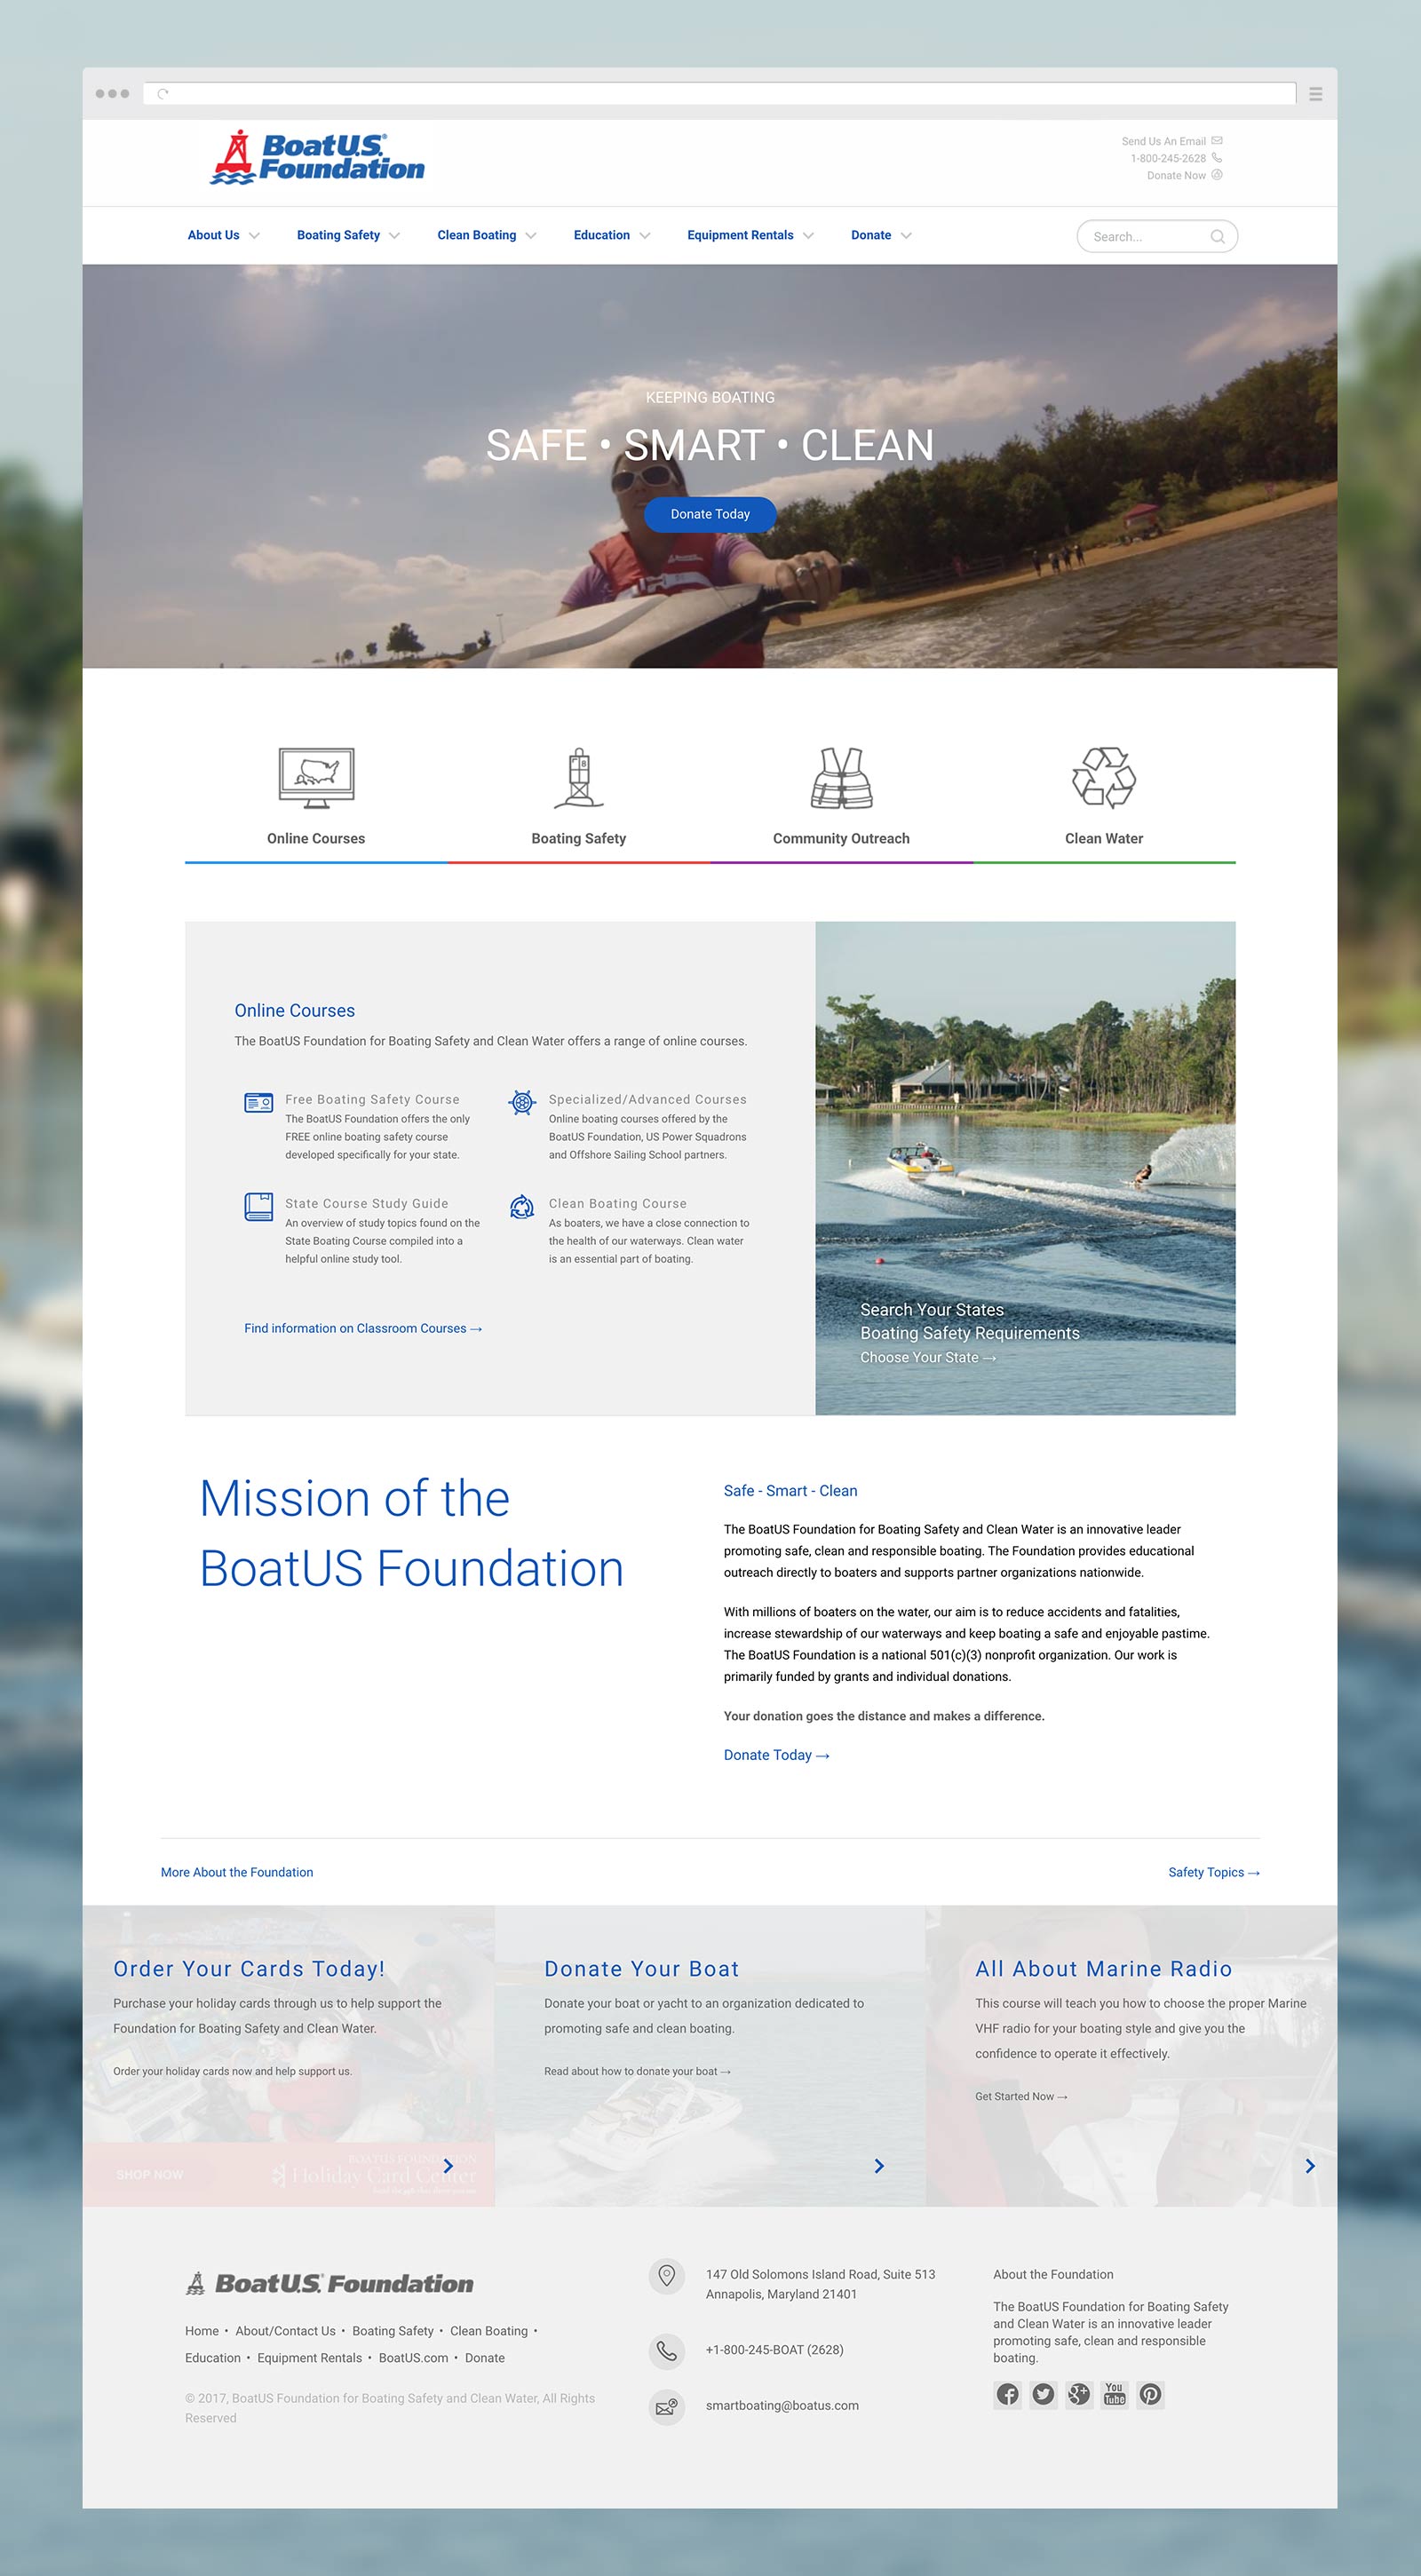 BoatU.S.®
Foundation
Send Us An Email
1-800-245-2628
Donate Now
About Us
Boating Safety
Clean Boating
Education
Equipment Rentals
Donate
Search...
KEEPING BOATING
SAFE • SMART • CLEAN
Donate Today
8
Online Courses
Boating Safety
Community Outreach
Clean Water
Online Courses
The BoatUS Foundation for Boating Safety and Clean Water offers a range of online courses.
Free Boating Safety Course
The BoatUS Foundation offers the only
FREE online boating safety course
developed specifically for your state.
Specialized/Advanced Courses
Online boating courses offered by the
BoatUS Foundation, US Power Squadrons
and Offshore Sailing School partners.
State Course Study Guide
An overview of study topics found on the
State Boating Course compiled into a
helpful online study tool.
Clean Boating Course
As boaters, we have a close connection to
the health of our waterways. Clean water
is an essential part of boating.
Find information on Classroom Courses →
Search Your States
Boating Safety Requirements
Choose Your State →
Mission of the
BoatUS Foundation
Safe - Smart - Clean
The BoatUS Foundation for Boating Safety and Clean Water is an innovative leader
promoting safe, clean and responsible boating. The Foundation provides educational
outreach directly to boaters and supports partner organizations nationwide.
With millions of boaters on the water, our aim is to reduce accidents and fatalities,
increase stewardship of our waterways and keep boating a safe and enjoyable pastime.
The BoatUS Foundation is a national 501(c)(3) nonprofit organization. Our work is
primarily funded by grants and individual donations.
Your donation goes the distance and makes a difference.
Donate Today →
More About the Foundation
Safety Topics →
Order Your Cards Today!
Purchase your holiday cards through us to help support the
Foundation for Boating Safety and Clean Water.
Order your holiday cards now and help support us.
SHOP NOW
BOATUS FOUNDATION
Holiday Card Center
Donate Your Boat
Donate your boat or yacht to an organization dedicated to
promoting safe and clean boating.
Read about how to donate your boat →
All About Marine Radio
This course will teach you how to choose the proper Marine
VHF radio for your boating style and give you the
confidence to operate it effectively.
Get Started Now →
BoatU.S.® Foundation
Home • About/Contact Us • Boating Safety • Clean Boating •
Education • Equipment Rentals • BoatUS.com • Donate
© 2017, BoatUS Foundation for Boating Safety and Clean Water, All Rights
Reserved
147 Old Solomons Island Road, Suite 513
Annapolis, Maryland 21401
+1-800-245-BOAT (2628)
smartboating@boatus.com
About the Foundation
The BoatUS Foundation for Boating Safety
and Clean Water is an innovative leader
promoting safe, clean and responsible
boating.
You
Tube